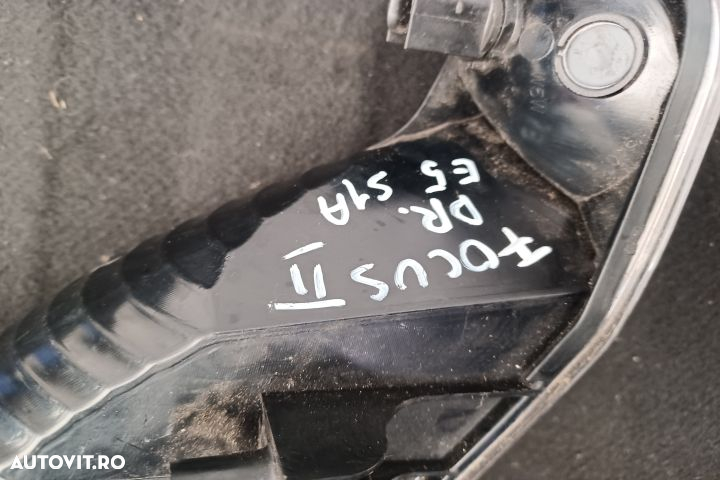 FOCUS II
DR. S1A
E5
AUTOVIT.RO